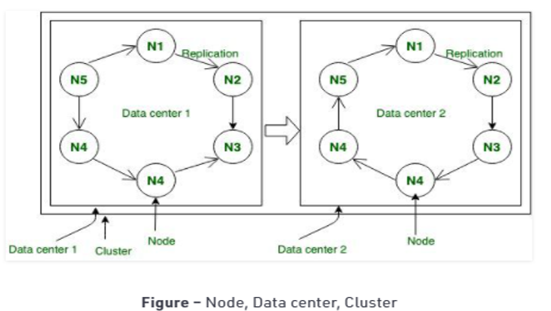 N1
Replication
N5
N2
Data center 1
N4
N3
N4
N1
Replication
N5
N2
Data center 2
N4
N3
N4
Data center 1
Cluster
Node
Data center 2
Node
Figure – Node, Data center, Cluster